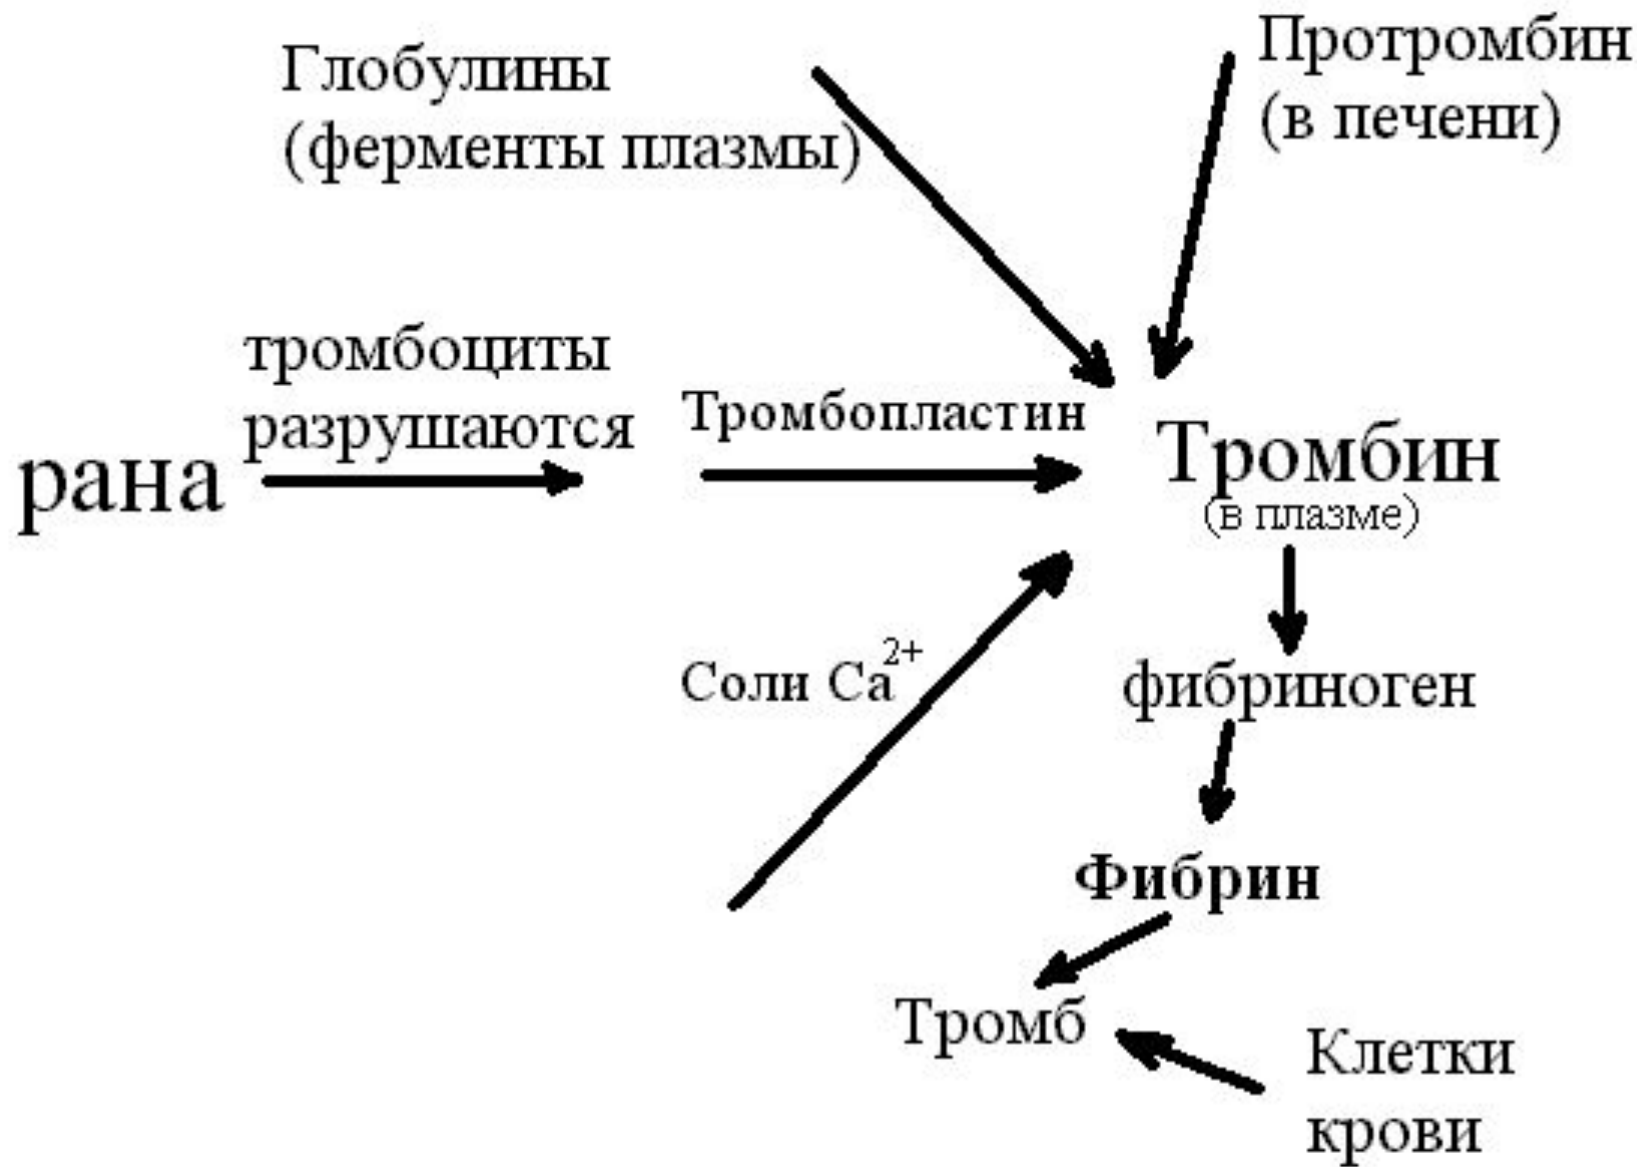 Глобулины
(ферменты плазмы)
Протромбин
(в печени)
тромбоциты
разрушаются
рана
Тромбопластин
Тромбин
(в плазме)
Соли Ca2+
фибриноген
Фибрин
Тромб
Клетки
крови